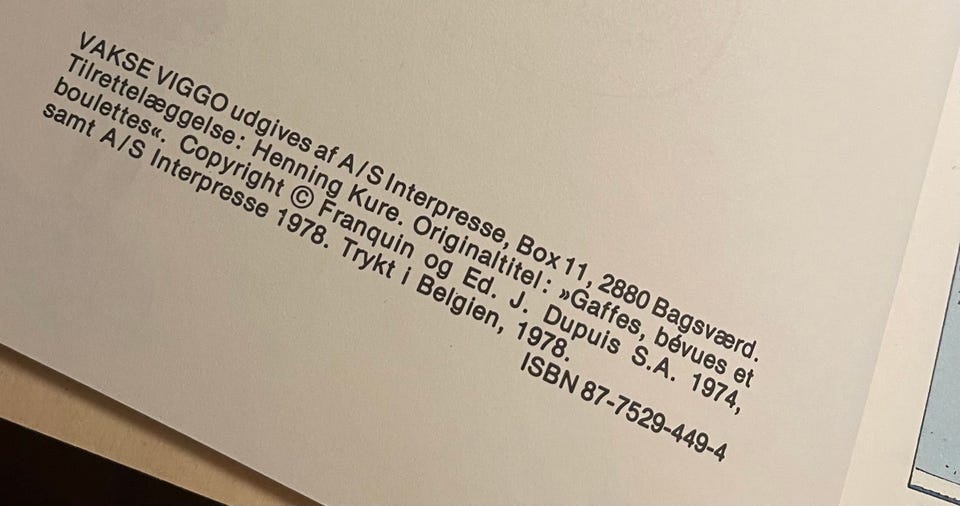 VAKSE VIGGO udgives af A/S Interpresse, Box 11, 2880 Bagsværd.
Tilrettelæggelse: Henning Kure. Originaltitel: »Gaffes, bévues et
boulettes«. Copyright © Franquin og Ed. J. Dupuis S.A. 1974,
samt A/S Interpresse 1978. Trykt i Belgien, 1978.
ISBN 87-7529-449-4